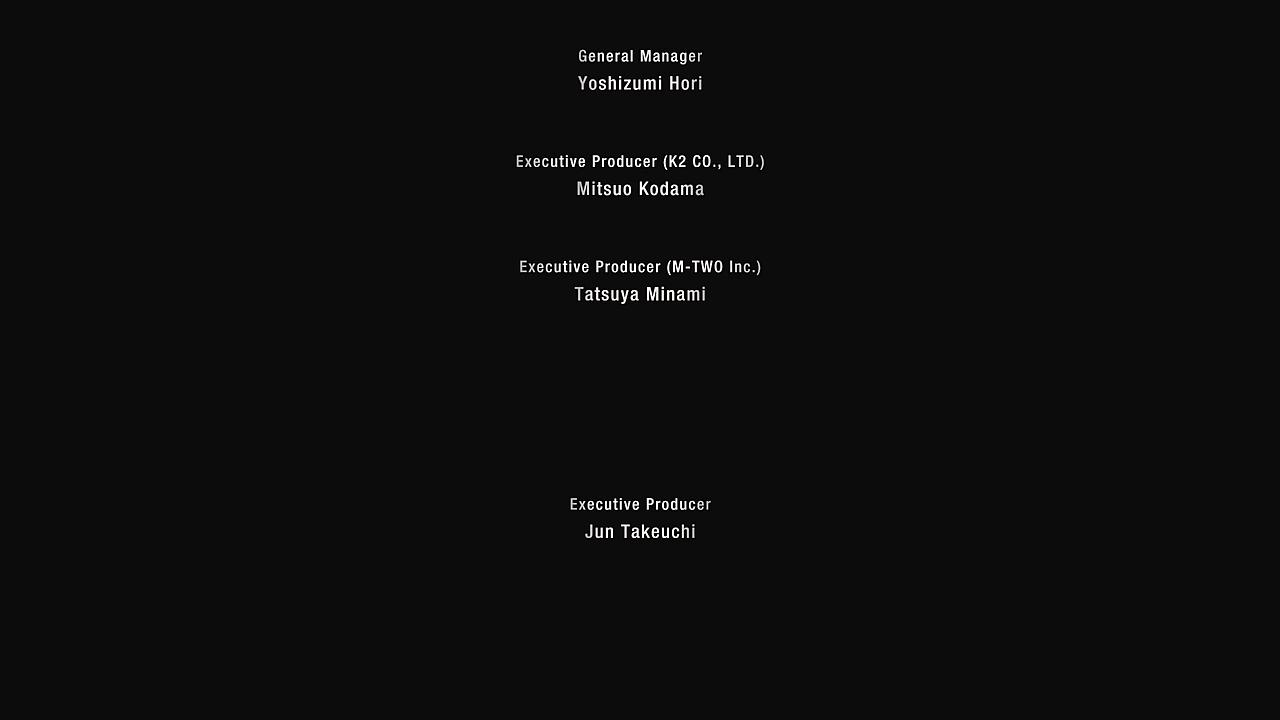 General Manager
Yoshizumi Hori
Executive Producer (K2 CO., LTD.)
Mitsuo Kodama
Executive Producer (M-TWO Inc.)
Tatsuya Minami
Executive Producer
Jun Takeuchi